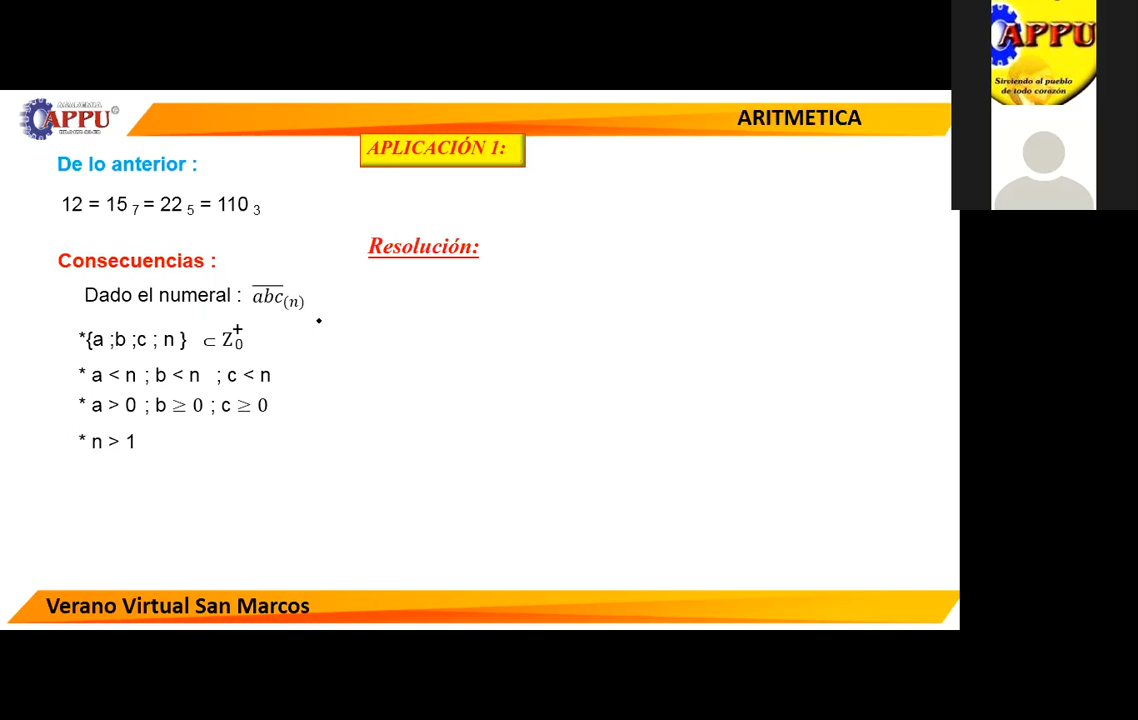 APPU
Sirviendo al pueblo
de todo corazón
ACADEMIA
APPU
ARITMETICA
APLICACIÓN 1:
De lo anterior :
12 = 15 7 = 22 5 = 110 3
Resolución:
Consecuencias :
Dado el numeral : abc(n)
*{a ;b ;c ; n } ⊂ Z0+
* a < n ; b < n ; c < n
* a > 0 ; b ≥ 0 ; c ≥ 0
* n > 1
Verano Virtual San Marcos